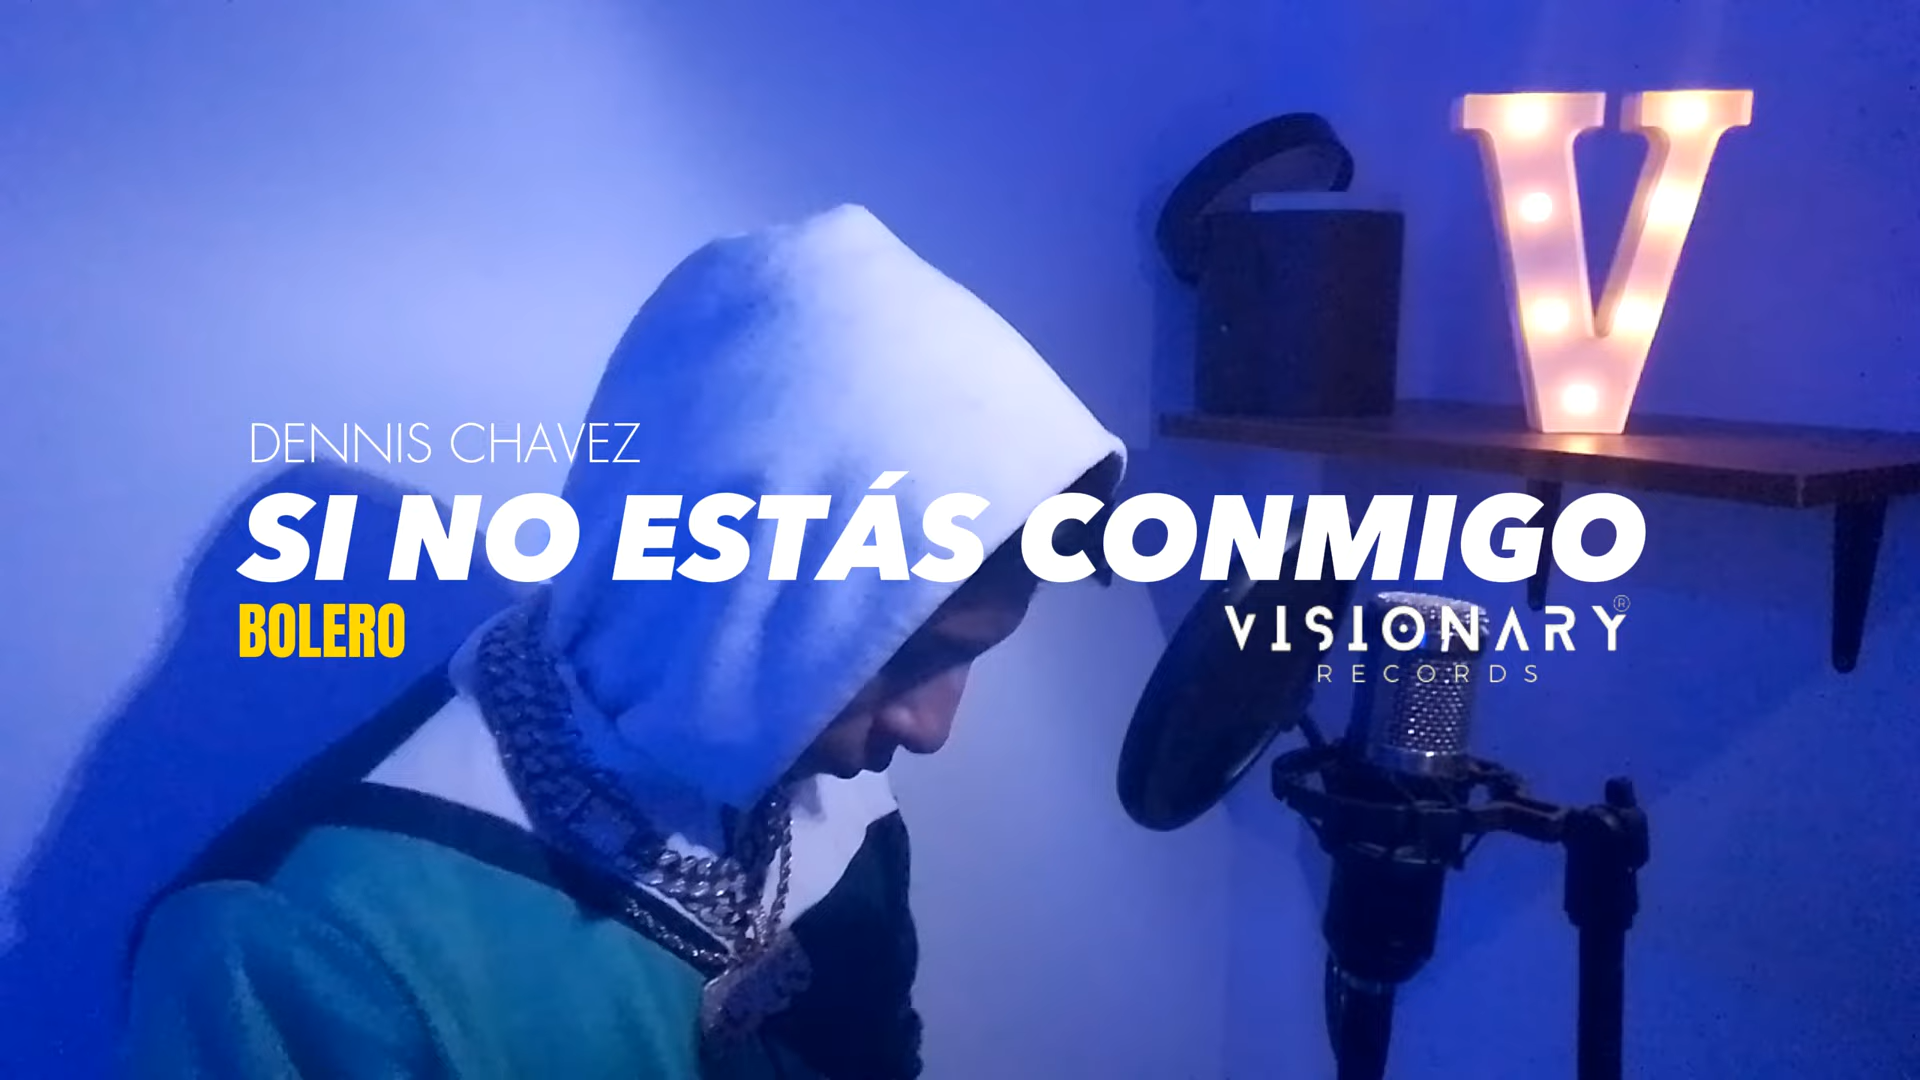 DENNIS CHAVEZ
SI NO ESTÁS CONMIGO
BOLERO
VISIONARY®
RECORDS
V